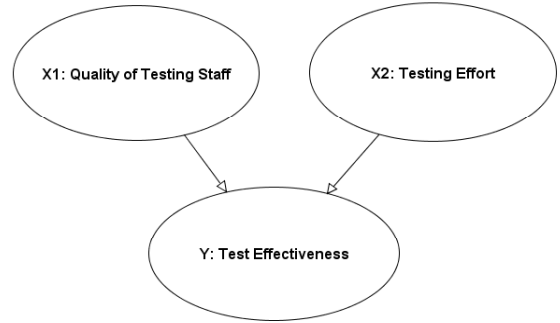 X1: Quality of Testing Staff
X2: Testing Effort
Y: Test Effectiveness